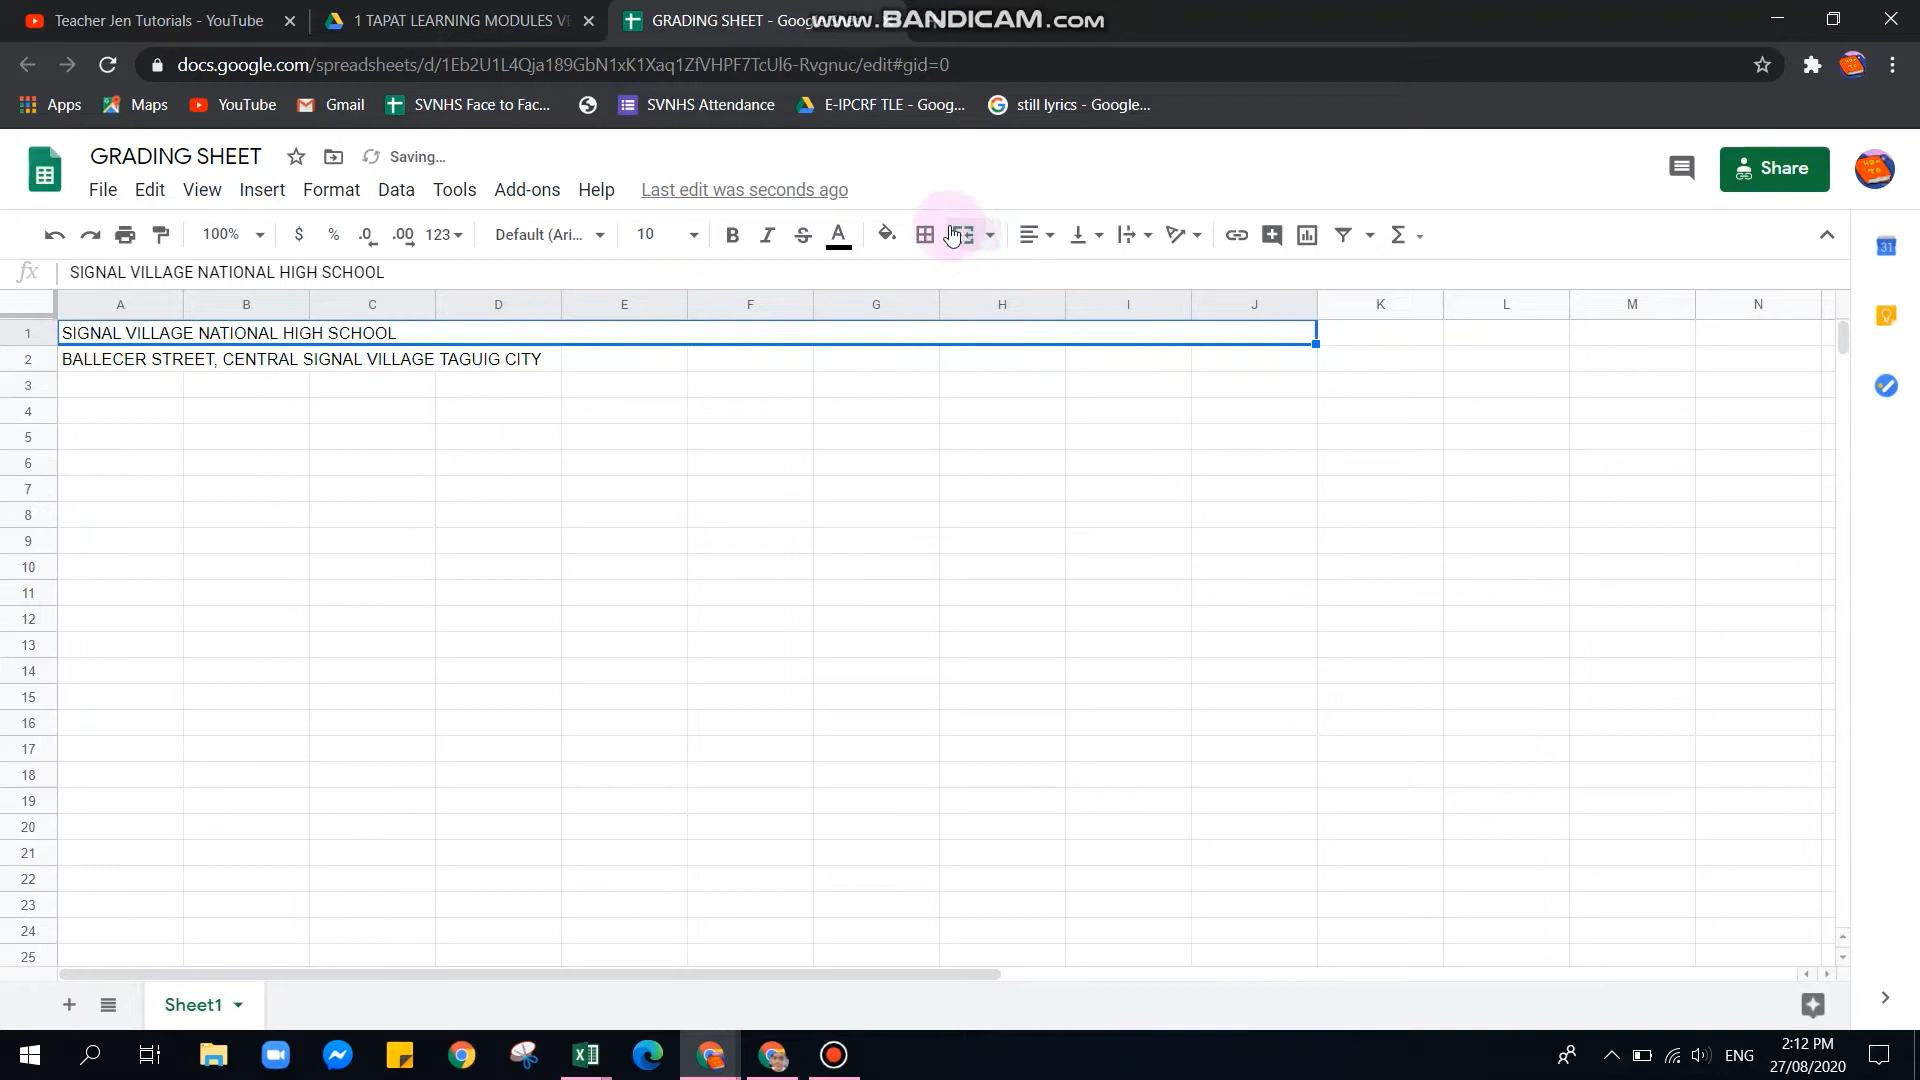 Teacher Jen Tutorials - YouTube
1 TAPAT LEARNING MODULES VE
GRADING SHEET - Goog
www.BANDICAM.com
docs.google.com/spreadsheets/d/1Eb2U1L4Qja189GbN1xK1Xaq1ZfVHPF7TcUl6-Rvgnuc/edit#gid=0
Apps
Maps
YouTube
Gmail
SVNHS Face to Fac...
SVNHS Attendance
E-IPCRF TLE - Goog...
still lyrics - Google...
GRADING SHEET
Saving...
Share
File Edit View Insert Format Data Tools Add-ons Help
Last edit was seconds ago
100% $ % .0 .00 123 Default (Ari... 10 B I S A
fx SIGNAL VILLAGE NATIONAL HIGH SCHOOL
A B C D E F G H I J K L M N
1 SIGNAL VILLAGE NATIONAL HIGH SCHOOL
2 BALLECER STREET, CENTRAL SIGNAL VILLAGE TAGUIG CITY
3
4
5
6
7
8
9
10
11
12
13
14
15
16
17
18
19
20
21
22
23
24
25
31
Sheet1
ENG
2:12 PM
27/08/2020